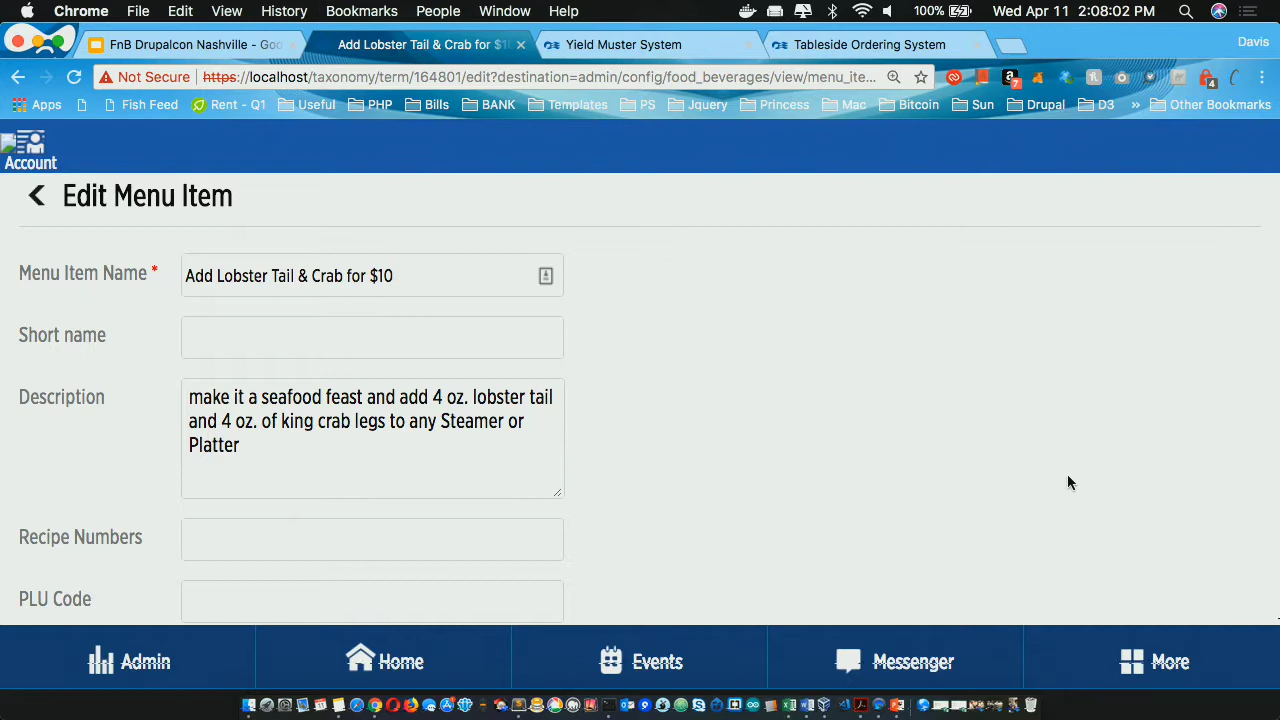 Chrome File Edit View History Bookmarks People Window Help 100% Wed Apr 11 2:08:02 PM
FnB Drupalcon Nashville - Goo Add Lobster Tail & Crab for $10 Yield Muster System Tableside Ordering System Davis
Not Secure https://localhost/taxonomy/term/164801/edit?destination=admin/config/food_beverages/view/menu_ite... 7 4
Apps Fish Feed Rent - Q1 Useful PHP Bills BANK Templates PS Jquery Princess Mac Bitcoin Sun Drupal D3 » Other Bookmarks
Account
Edit Menu Item
Menu Item Name * Add Lobster Tail & Crab for $10
Short name
Description
make it a seafood feast and add 4 oz. lobster tail
and 4 oz. of king crab legs to any Steamer or
Platter
Recipe Numbers
PLU Code
Admin Home Events Messenger More